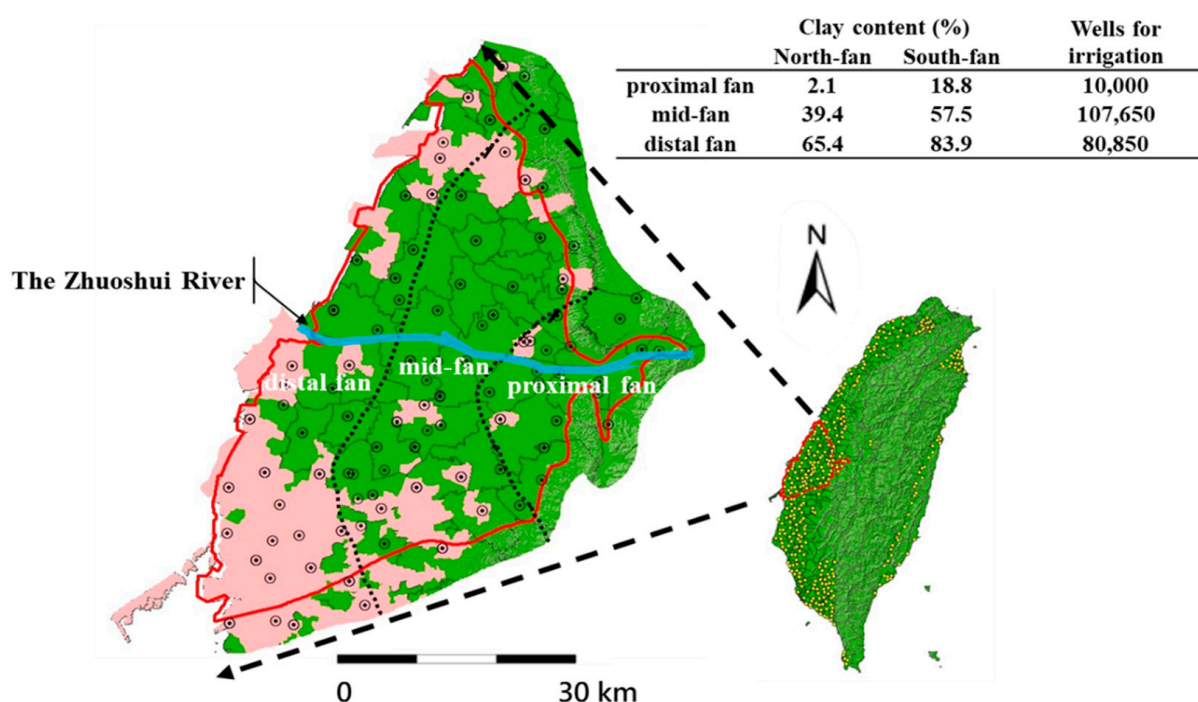 Clay content (%) Wells for
North-fan South-fan irrigation
proximal fan 2.1 18.8 10,000
mid-fan 39.4 57.5 107,650
distal fan 65.4 83.9 80,850
N
The Zhuoshui River
distal fan mid-fan proximal fan
0 30 km